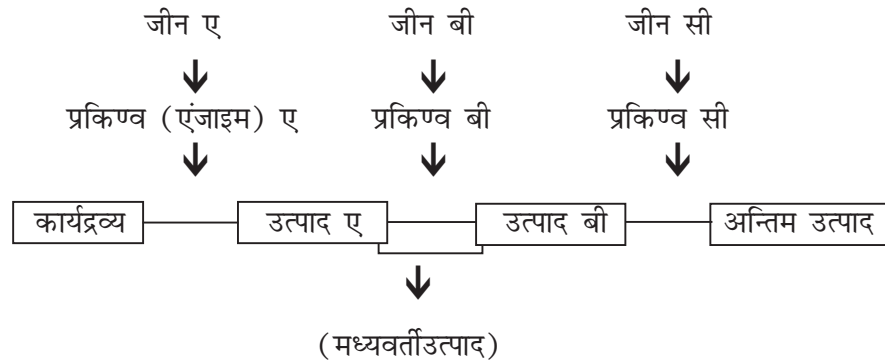 जीन ए जीन बी जीन सी
प्रकिण्व (एंजाइम) ए प्रकिण्व बी प्रकिण्व सी
कार्यद्रव्य उत्पाद ए उत्पाद बी अन्तिम उत्पाद
(मध्यवर्तीउत्पाद)